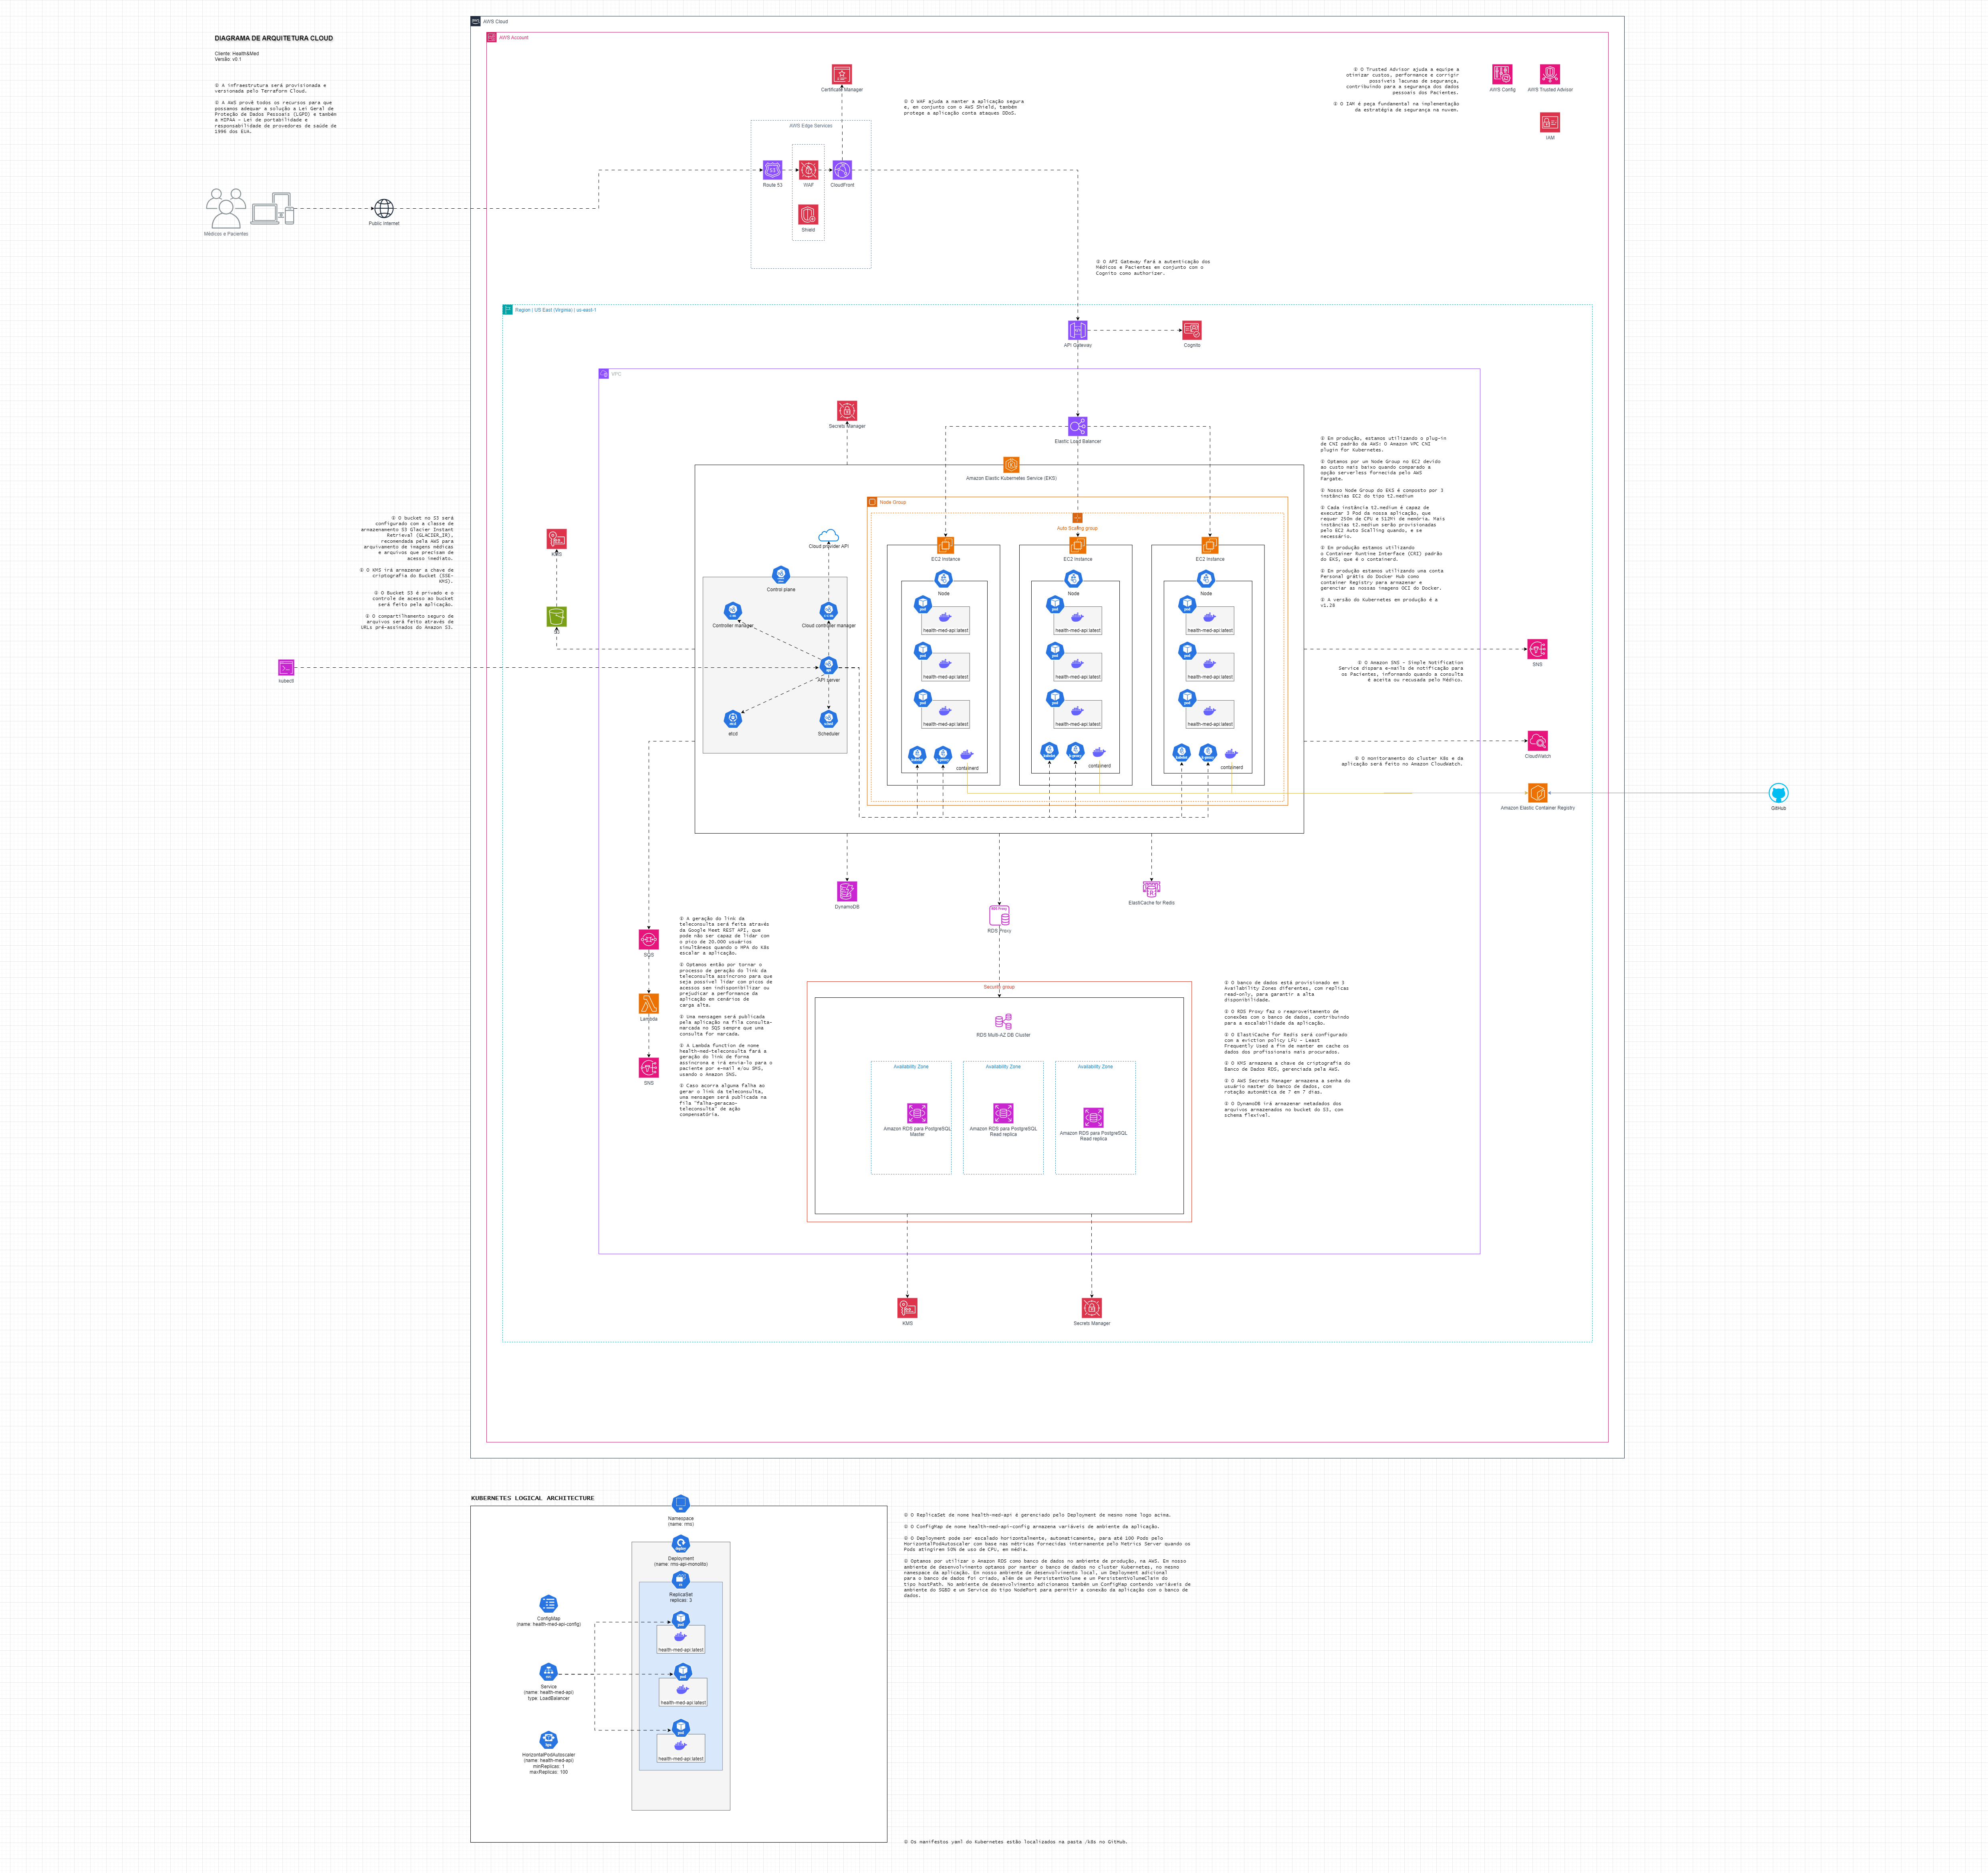 AWS Cloud
AWS Account
DIAGRAMA DE ARQUITETURA CLOUD
Cliente: Health&Med
Versão: v0.1
① A infraestrutura será provisionada e
versionada pelo Terraform Cloud.
① A AWS provê todos os recursos para que
possamos adequar a solução a Lei Geral de
Proteção de Dados Pessoais (LGPD) e também
a HIPAA - Lei de portabilidade e
responsabilidade de provedores de saúde de
1996 dos EUA.
Médicos e Pacientes
Public Internet
Certificate Manager
AWS Edge Services
Route 53
WAF
CloudFront
Shield
① O WAF ajuda a manter a aplicação segura
e, em conjunto com o AWS Shield, também
protege a aplicação conta ataques DDoS.
① O Trusted Advisor ajuda a equipe a
otimizar custos, performance e corrigir
possíveis lacunas de segurança,
contribuindo para a segurança dos dados
pessoais dos Pacientes.
① O IAM é peça fundamental na implementação
da estratégia de segurança na nuvem.
AWS Config
AWS Trusted Advisor
IAM
① O API Gateway fará a autenticação dos
Médicos e Pacientes em conjunto com o
Cognito como authorizer.
Region | US East (Virginia) | us-east-1
API Gateway
Cognito
VPC
Secrets Manager
Elastic Load Balancer
Amazon Elastic Kubernetes Service (EKS)
① Em produção, estamos utilizando o plug-in
de CNI padrão da AWS: O Amazon VPC CNI
plugin for Kubernetes.
① Optamos por um Node Group no EC2 devido
ao custo mais baixo quando comparado a
opção serverless fornecida pelo AWS
Fargate.
① Nosso Node Group do EKS é composto por 3
instâncias EC2 do tipo t2.medium
① Cada instância t2.medium é capaz de
executar 3 Pod da nossa aplicação, que
requer 250m de CPU e 512Mi de memória. Mais
instâncias t2.medium serão provisionadas
pelo EC2 Auto Scalling quando, e se
necessário.
① Em produção estamos utilizando
o Container Runtime Interface (CRI) padrão
do EKS, que é o containerd.
① Em produção estamos utilizando uma conta
Personal grátis do Docker Hub como
container Registry para armazenar e
gerenciar as nossas imagens OCI do Docker.
① A versão do Kubernetes em produção é a
v1.28
① O bucket no S3 será
configurado com a classe de
armazenamento S3 Glacier Instant
Retrieval (GLACIER_IR),
recomendada pela AWS para
arquivamento de imagens médicas
e arquivos que precisam de
acesso imediato.
① O KMS irá armazenar a chave de
criptografia do Bucket (SSE-
KMS).
① O Bucket S3 é privado e o
controle de acesso ao bucket
será feito pela aplicação.
① O compartilhamento seguro de
arquivos será feito através de
URLs pré-assinados do Amazon S3.
KMS
S3
kubectl
Node Group
Auto Scaling group
Cloud provider API
Control plane
Controller manager
Cloud controller manager
API server
etcd
Scheduler
EC2 Instance
EC2 Instance
EC2 Instance
Node
Node
Node
pod
pod
pod
health-med-api:latest
health-med-api:latest
health-med-api:latest
pod
pod
pod
health-med-api:latest
health-med-api:latest
health-med-api:latest
pod
pod
pod
health-med-api:latest
health-med-api:latest
health-med-api:latest
containerd
containerd
containerd
SNS
① O Amazon SNS - Simple Notification
Service dispara e-mails de notificação para
os Pacientes, informando quando a consulta
é aceita ou recusada pelo Médico.
CloudWatch
① O monitoramento do cluster K8s e da
aplicação será feito no Amazon CloudWatch.
Amazon Elastic Container Registry
GitHub
DynamoDB
RDS Proxy
ElastiCache for Redis
SQS
Lambda
SNS
① A geração do link da
teleconsulta será feita através
da Google Meet REST API, que
pode não ser capaz de lidar com
o pico de 20.000 usuários
simultâneos quando o HPA do K8s
escalar a aplicação.
① Optamos então por tornar o
processo de geração do link da
teleconsulta assíncrono para que
seja possível lidar com picos de
acessos sem indisponibilizar ou
prejudicar a performance da
aplicação em cenários de
carga alta.
① Uma mensagem será publicada
pela aplicação na fila consulta-
marcada no SQS sempre que uma
consulta for marcada.
① A Lambda function de nome
health-med-teleconsulta fará a
geração do link de forma
assíncrona e irá envia-lo para o
paciente por e-mail e/ou SMS,
usando o Amazon SNS.
① Caso acorra alguma falha ao
gerar o link da teleconsulta,
uma mensagem será publicada na
fila "falha-geracao-
teleconsulta" de ação
compensatória.
Security group
RDS Multi-AZ DB Cluster
Availability Zone
Availability Zone
Availability Zone
Amazon RDS para PostgreSQL
Master
Amazon RDS para PostgreSQL
Read replica
Amazon RDS para PostgreSQL
Read replica
① O banco de dados está provisionado em 3
Availability Zones diferentes, com replicas
read-only, para garantir a alta
disponibilidade.
① O RDS Proxy faz o reaproveitamento de
conexões com o banco de dados, contribuindo
para a escalabilidade da aplicação.
① O ElastiCache for Redis será configurado
com a eviction policy LFU - Least
Frequently Used a fim de manter em cache os
dados dos profissionais mais procurados.
① O KMS armazena a chave de criptografia do
Banco de Dados RDS, gerenciada pela AWS.
① O AWS Secrets Manager armazena a senha do
usuário master do banco de dados, com
rotação automática de 7 em 7 dias.
① O DynamoDB irá armazenar metadados dos
arquivos armazenados no bucket do S3, com
schema flexível.
KMS
Secrets Manager
KUBERNETES LOGICAL ARCHITECTURE
Namespace
(name: rms)
Deployment
(name: rms-api-monolito)
ReplicaSet
replicas: 3
ConfigMap
(name: health-med-api-config)
pod
health-med-api:latest
Service
(name: health-med-api)
type: LoadBalancer
pod
health-med-api:latest
pod
health-med-api:latest
HorizontalPodAutoscaler
(name: health-med-api)
minReplicas: 1
maxReplicas: 100
① O ReplicaSet de nome health-med-api é gerenciado pelo Deployment de mesmo nome logo acima.
① O ConfigMap de nome health-med-api-config armazena variáveis de ambiente da aplicação.
① O Deployment pode ser escalado horizontalmente, automaticamente, para até 100 Pods pelo
HorizontalPodAutoscaler com base nas métricas fornecidas internamente pelo Metrics Server quando os
Pods atingirem 50% de uso de CPU, em média.
① Optamos por utilizar o Amazon RDS como banco de dados no ambiente de produção, na AWS. Em nosso
ambiente de desenvolvimento optamos por manter o banco de dados no cluster Kubernetes, no mesmo
namespace da aplicação. Em nosso ambiente de desenvolvimento local, um Deployment adicional
para o banco de dados foi criado, além de um PersistentVolume e um PersistentVolumeClaim do
tipo hostPath. No ambiente de desenvolvimento adicionamos também um ConfigMap contendo variáveis de
ambiente do SGBD e um Service do tipo NodePort para permitir a conexão da aplicação com o banco de
dados.
① Os manifestos yaml do Kubernetes estão localizados na pasta /k8s no GitHub.